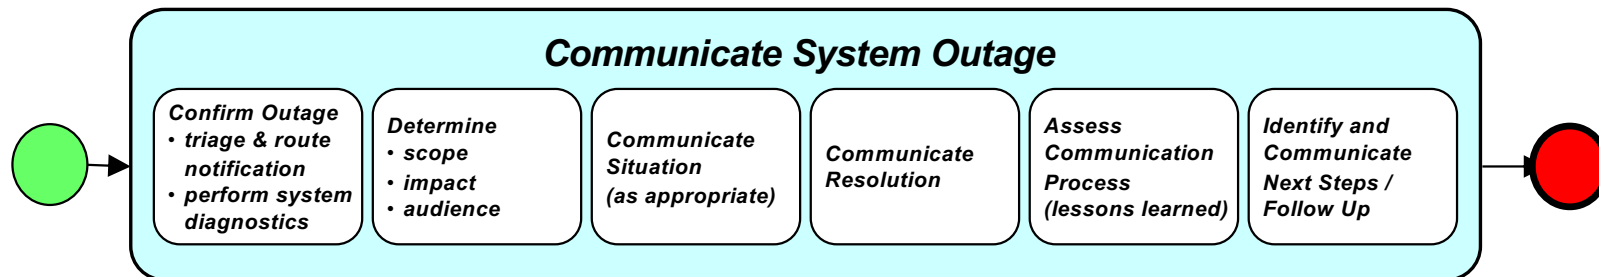 Communicate System Outage
Confirm Outage
• triage & route
notification
• perform system
diagnostics
Determine
• scope
• impact
• audience
Communicate
Situation
(as appropriate)
Communicate
Resolution
Assess
Communication
Process
(lessons learned)
Identify and
Communicate
Next Steps /
Follow Up